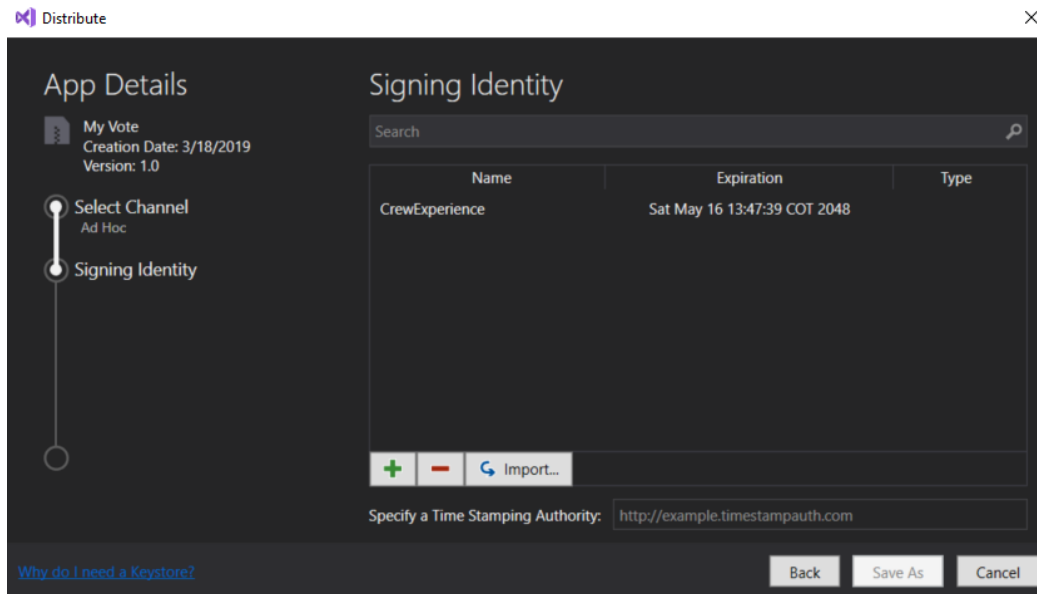 Distribute
App Details
My Vote
Creation Date: 3/18/2019
Version: 1.0
Select Channel
Ad Hoc
Signing Identity
Signing Identity
Search
Name Expiration Type
CrewExperience Sat May 16 13:47:39 COT 2048
Import...
Specify a Time Stamping Authority: http://example.timestampauth.com
Why do I need a Keystore?
Back Save As Cancel